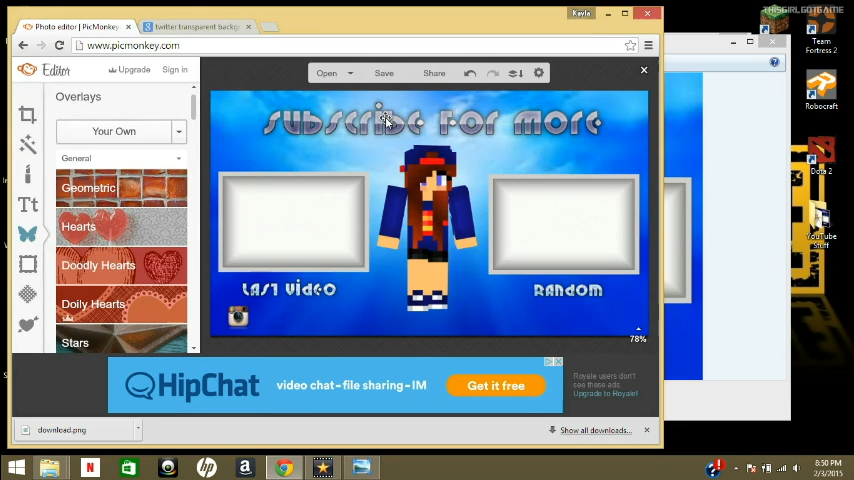 THISGIRLGOTGAME
Kayla
Photo editor | PicMonkey
twitter transparent backg
www.picmonkey.com
Editor
Upgrade
Sign in
Open
Save
Share
Overlays
Your Own
General
Geometric
Hearts
Doodly Hearts
Doily Hearts
Stars
SUBSCRIBE FOR MORE
LAST VIDEO
RANDOM
78%
HipChat
video chat-file sharing-IM
Get it free
Royale users don't
see these ads.
Upgrade to Royale!
download.png
Show all downloads...
Team
Fortress 2
Robocraft
Dota 2
YouTube
Stuff
8:50 PM
2/3/2015